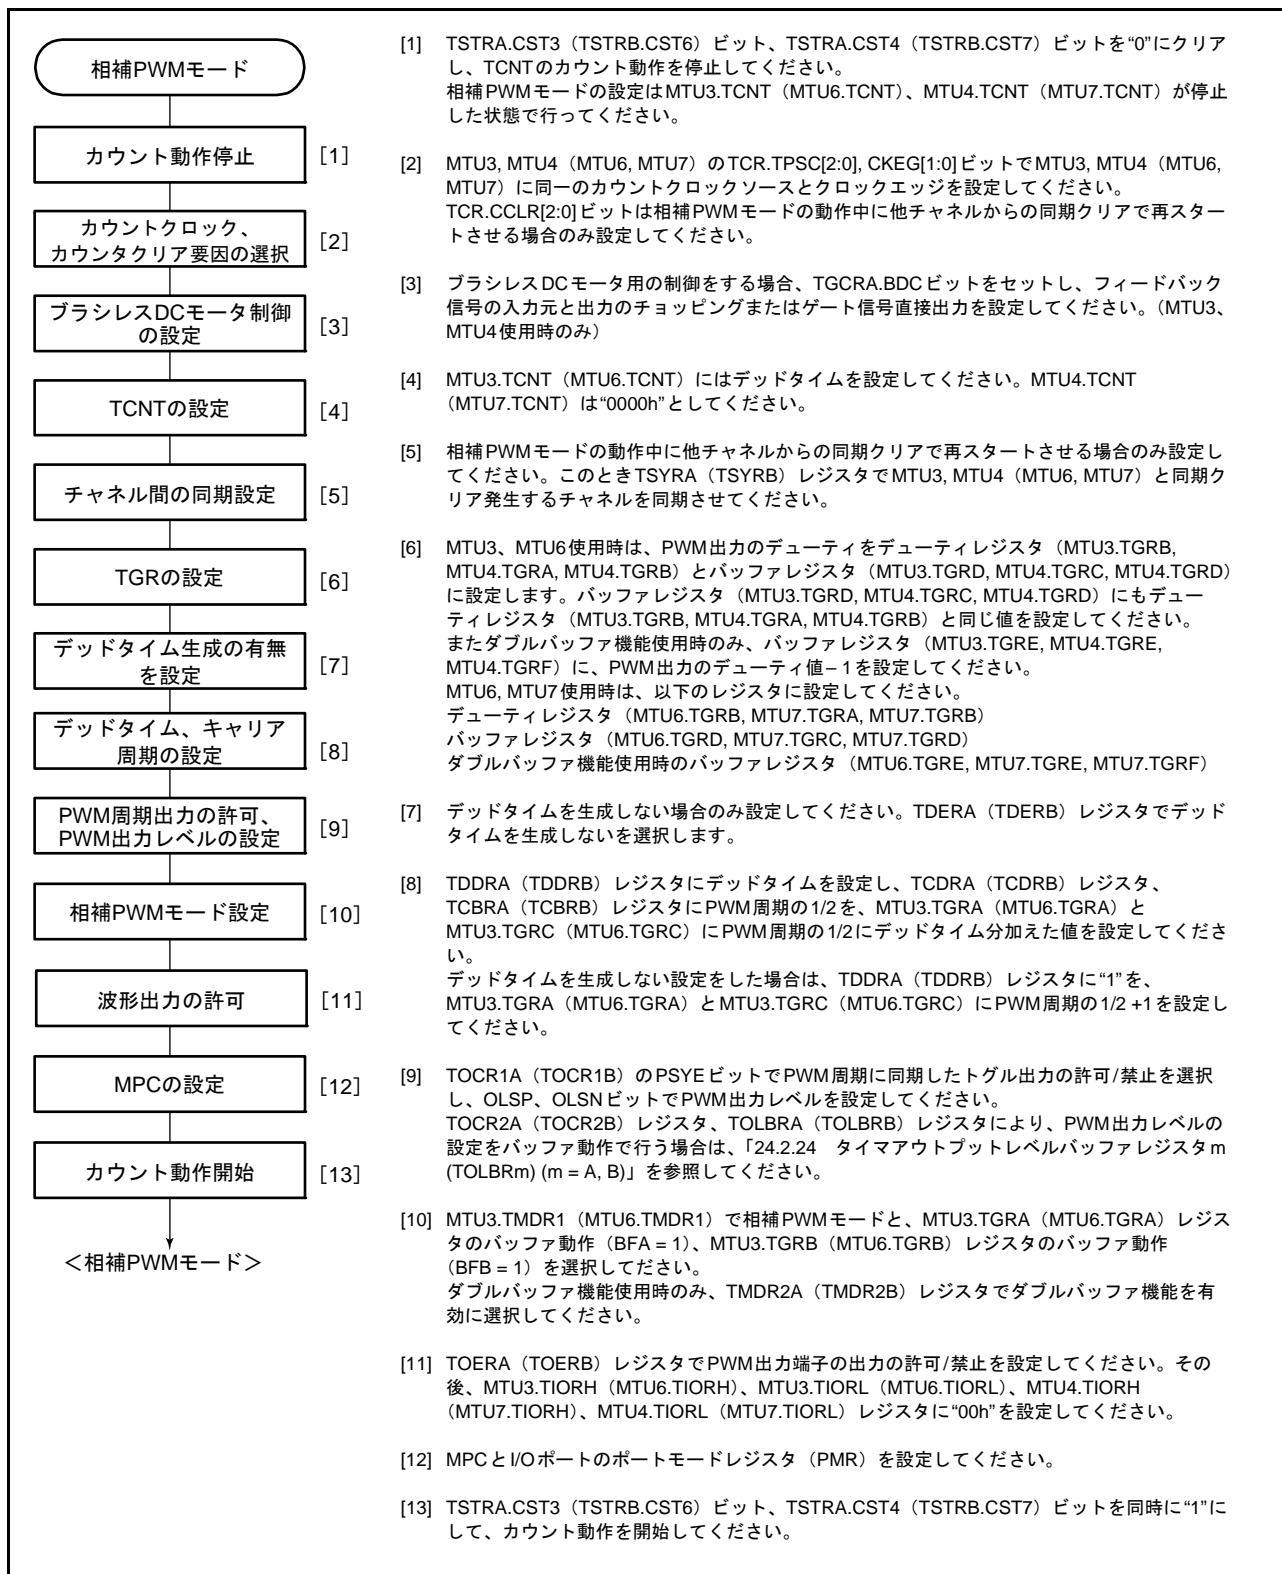 相補PWMモード
カウント動作停止
[1]
カウントクロック、
カウンタクリア要因の選択
[2]
ブラシレスDCモータ制御
の設定
[3]
TCNTの設定
[4]
チャネル間の同期設定
[5]
TGRの設定
[6]
デッドタイム生成の有無
を設定
[7]
デッドタイム、キャリア
周期の設定
[8]
PWM周期出力の許可、
PWM出力レベルの設定
[9]
相補PWMモード設定
[10]
波形出力の許可
[11]
MPCの設定
[12]
カウント動作開始
[13]
＜相補PWMモード＞
[1] TSTRA.CST3（TSTRB.CST6）ビット、TSTRA.CST4（TSTRB.CST7）ビットを“0”にクリア
し、TCNTのカウント動作を停止してください。
相補PWMモードの設定はMTU3.TCNT（MTU6.TCNT）、MTU4.TCNT（MTU7.TCNT）が停止
した状態で行ってください。
[2] MTU3, MTU4（MTU6, MTU7）のTCR.TPSC[2:0], CKEG[1:0]ビットでMTU3, MTU4（MTU6,
MTU7）に同一のカウントクロックソースとクロックエッジを設定してください。
TCR.CCLR[2:0]ビットは相補PWMモードの動作中に他チャネルからの同期クリアで再スター
トさせる場合のみ設定してください。
[3] ブラシレスDCモータ用の制御をする場合、TGCRA.BDCビットをセットし、フィードバック
信号の入力元と出力のチョッピングまたはゲート信号直接出力を設定してください。（MTU3、
MTU4使用時のみ）
[4] MTU3.TCNT（MTU6.TCNT）にはデッドタイムを設定してください。MTU4.TCNT
（MTU7.TCNT）は“0000h”としてください。
[5] 相補PWMモードの動作中に他チャネルからの同期クリアで再スタートさせる場合のみ設定し
てください。このときTSYRA（TSYRB）レジスタでMTU3, MTU4（MTU6, MTU7）と同期ク
リア発生するチャネルを同期させてください。
[6] MTU3、MTU6使用時は、PWM出力のデューティをデューティレジスタ（MTU3.TGRB,
MTU4.TGRA, MTU4.TGRB）とバッファレジスタ（MTU3.TGRD, MTU4.TGRC, MTU4.TGRD）
に設定します。バッファレジスタ（MTU3.TGRD, MTU4.TGRC, MTU4.TGRD）にもデュー
ティレジスタ（MTU3.TGRB, MTU4.TGRA, MTU4.TGRB）と同じ値を設定してください。
またダブルバッファ機能使用時のみ、バッファレジスタ（MTU3.TGRE, MTU4.TGRE,
MTU4.TGRF）に、PWM出力のデューティ値－1を設定してください。
MTU6, MTU7使用時は、以下のレジスタに設定してください。
デューティレジスタ（MTU6.TGRB, MTU7.TGRA, MTU7.TGRB）
バッファレジスタ（MTU6.TGRD, MTU7.TGRC, MTU7.TGRD）
ダブルバッファ機能使用時のバッファレジスタ（MTU6.TGRE, MTU7.TGRE, MTU7.TGRF）
[7] デッドタイムを生成しない場合のみ設定してください。TDERA（TDERB）レジスタでデッド
タイムを生成しないを選択します。
[8] TDDRA（TDDRB）レジスタにデッドタイムを設定し、TCDRA（TCDRB）レジスタ、
TCBRA（TCBRB）レジスタにPWM周期の1/2を、MTU3.TGRA（MTU6.TGRA）と
MTU3.TGRC（MTU6.TGRC）にPWM周期の1/2にデッドタイム分加えた値を設定してくださ
い。
デッドタイムを生成しない設定をした場合は、TDDRA（TDDRB）レジスタに“1”を、
MTU3.TGRA（MTU6.TGRA）とMTU3.TGRC（MTU6.TGRC）にPWM周期の1/2 +1を設定し
てください。
[9] TOCR1A（TOCR1B）のPSYEビットでPWM周期に同期したトグル出力の許可/禁止を選択
し、OLSP、OLSNビットでPWM出力レベルを設定してください。
TOCR2A（TOCR2B）レジスタ、TOLBRA（TOLBRB）レジスタにより、PWM出力レベルの
設定をバッファ動作で行う場合は、「24.2.24 タイマアウトプットレベルバッファレジスタm
(TOLBRm) (m = A, B)」を参照してください。
[10] MTU3.TMDR1（MTU6.TMDR1）で相補PWMモードと、MTU3.TGRA（MTU6.TGRA）レジス
タのバッファ動作（BFA = 1）、MTU3.TGRB（MTU6.TGRB）レジスタのバッファ動作
（BFB = 1）を選択してださい。
ダブルバッファ機能使用時のみ、TMDR2A（TMDR2B）レジスタでダブルバッファ機能を有
効に選択してください。
[11] TOERA（TOERB）レジスタでPWM出力端子の出力の許可/禁止を設定してください。その
後、MTU3.TIORH（MTU6.TIORH）、MTU3.TIORL（MTU6.TIORL）、MTU4.TIORH
（MTU7.TIORH）、MTU4.TIORL（MTU7.TIORL）レジスタに“00h”を設定してください。
[12] MPCとI/Oポートのポートモードレジスタ（PMR）を設定してください。
[13] TSTRA.CST3（TSTRB.CST6）ビット、TSTRA.CST4（TSTRB.CST7）ビットを同時に“1”に
して、カウント動作を開始してください。